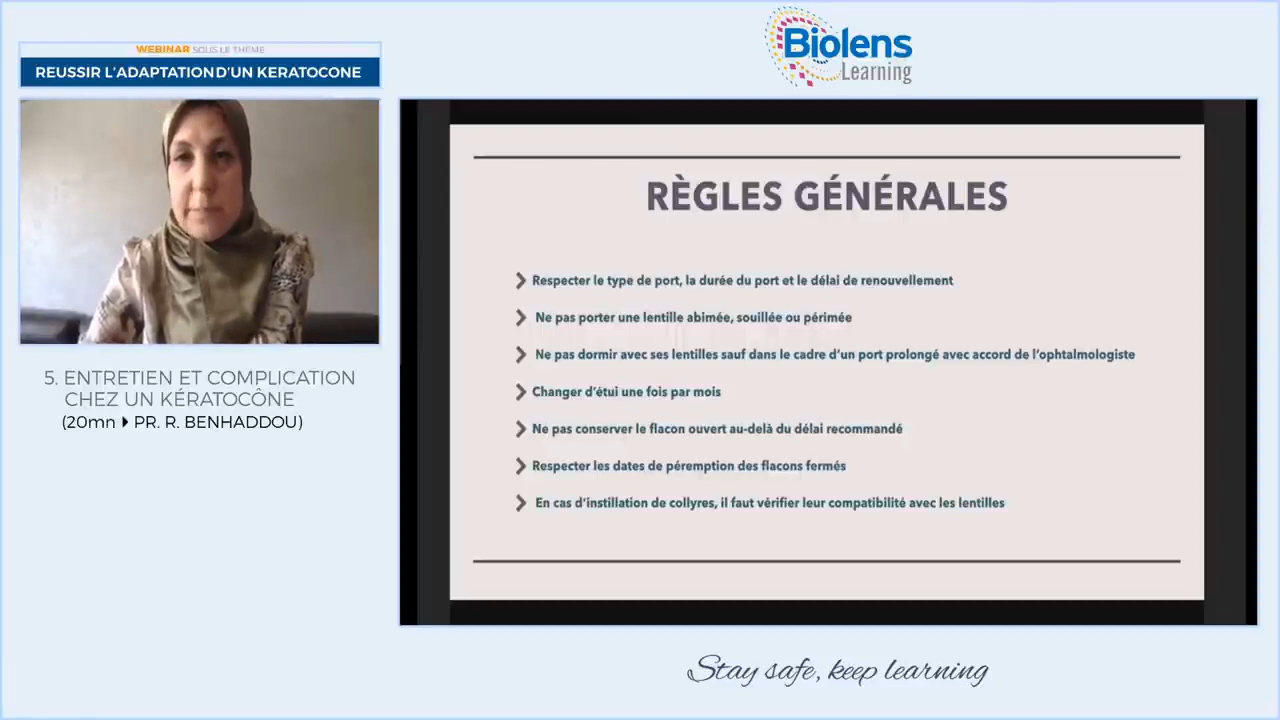 WEBINAR SOUS LE THÈME
REUSSIR L'ADAPTATION D'UN KERATOCONE
Biolens
Learning
5. ENTRETIEN ET COMPLICATION
CHEZ UN KÉRATOCÔNE
(20mn PR. R. BENHADDOU)
RÈGLES GÉNÉRALES
Respecter le type de port, la durée du port et le délai de renouvellement
Ne pas porter une lentille abimée, souillée ou périmée
Ne pas dormir avec ses lentilles sauf dans le cadre d'un port prolongé avec accord de l'ophtalmologiste
Changer d'étui une fois par mois
Ne pas conserver le flacon ouvert au-delà du délai recommandé
Respecter les dates de péremption des flacons fermés
En cas d'instillation de collyres, il faut vérifier leur compatibilité avec les lentilles
Stay safe, keep learning